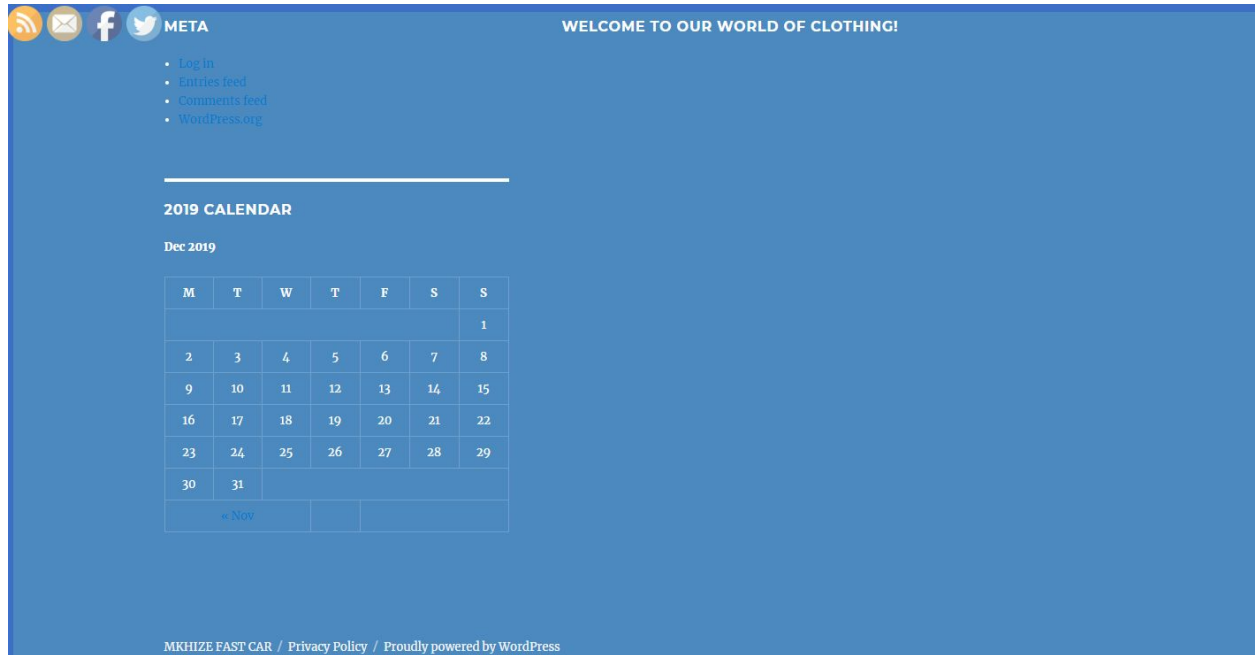 META
Log in
Entries feed
Comments feed
WordPress.org
2019 CALENDAR
Dec 2019
M T W T F S S
1
2 3 4 5 6 7 8
9 10 11 12 13 14 15
16 17 18 19 20 21 22
23 24 25 26 27 28 29
30 31
« Nov
WELCOME TO OUR WORLD OF CLOTHING!
MKHIZE FAST CAR / Privacy Policy / Proudly powered by WordPress